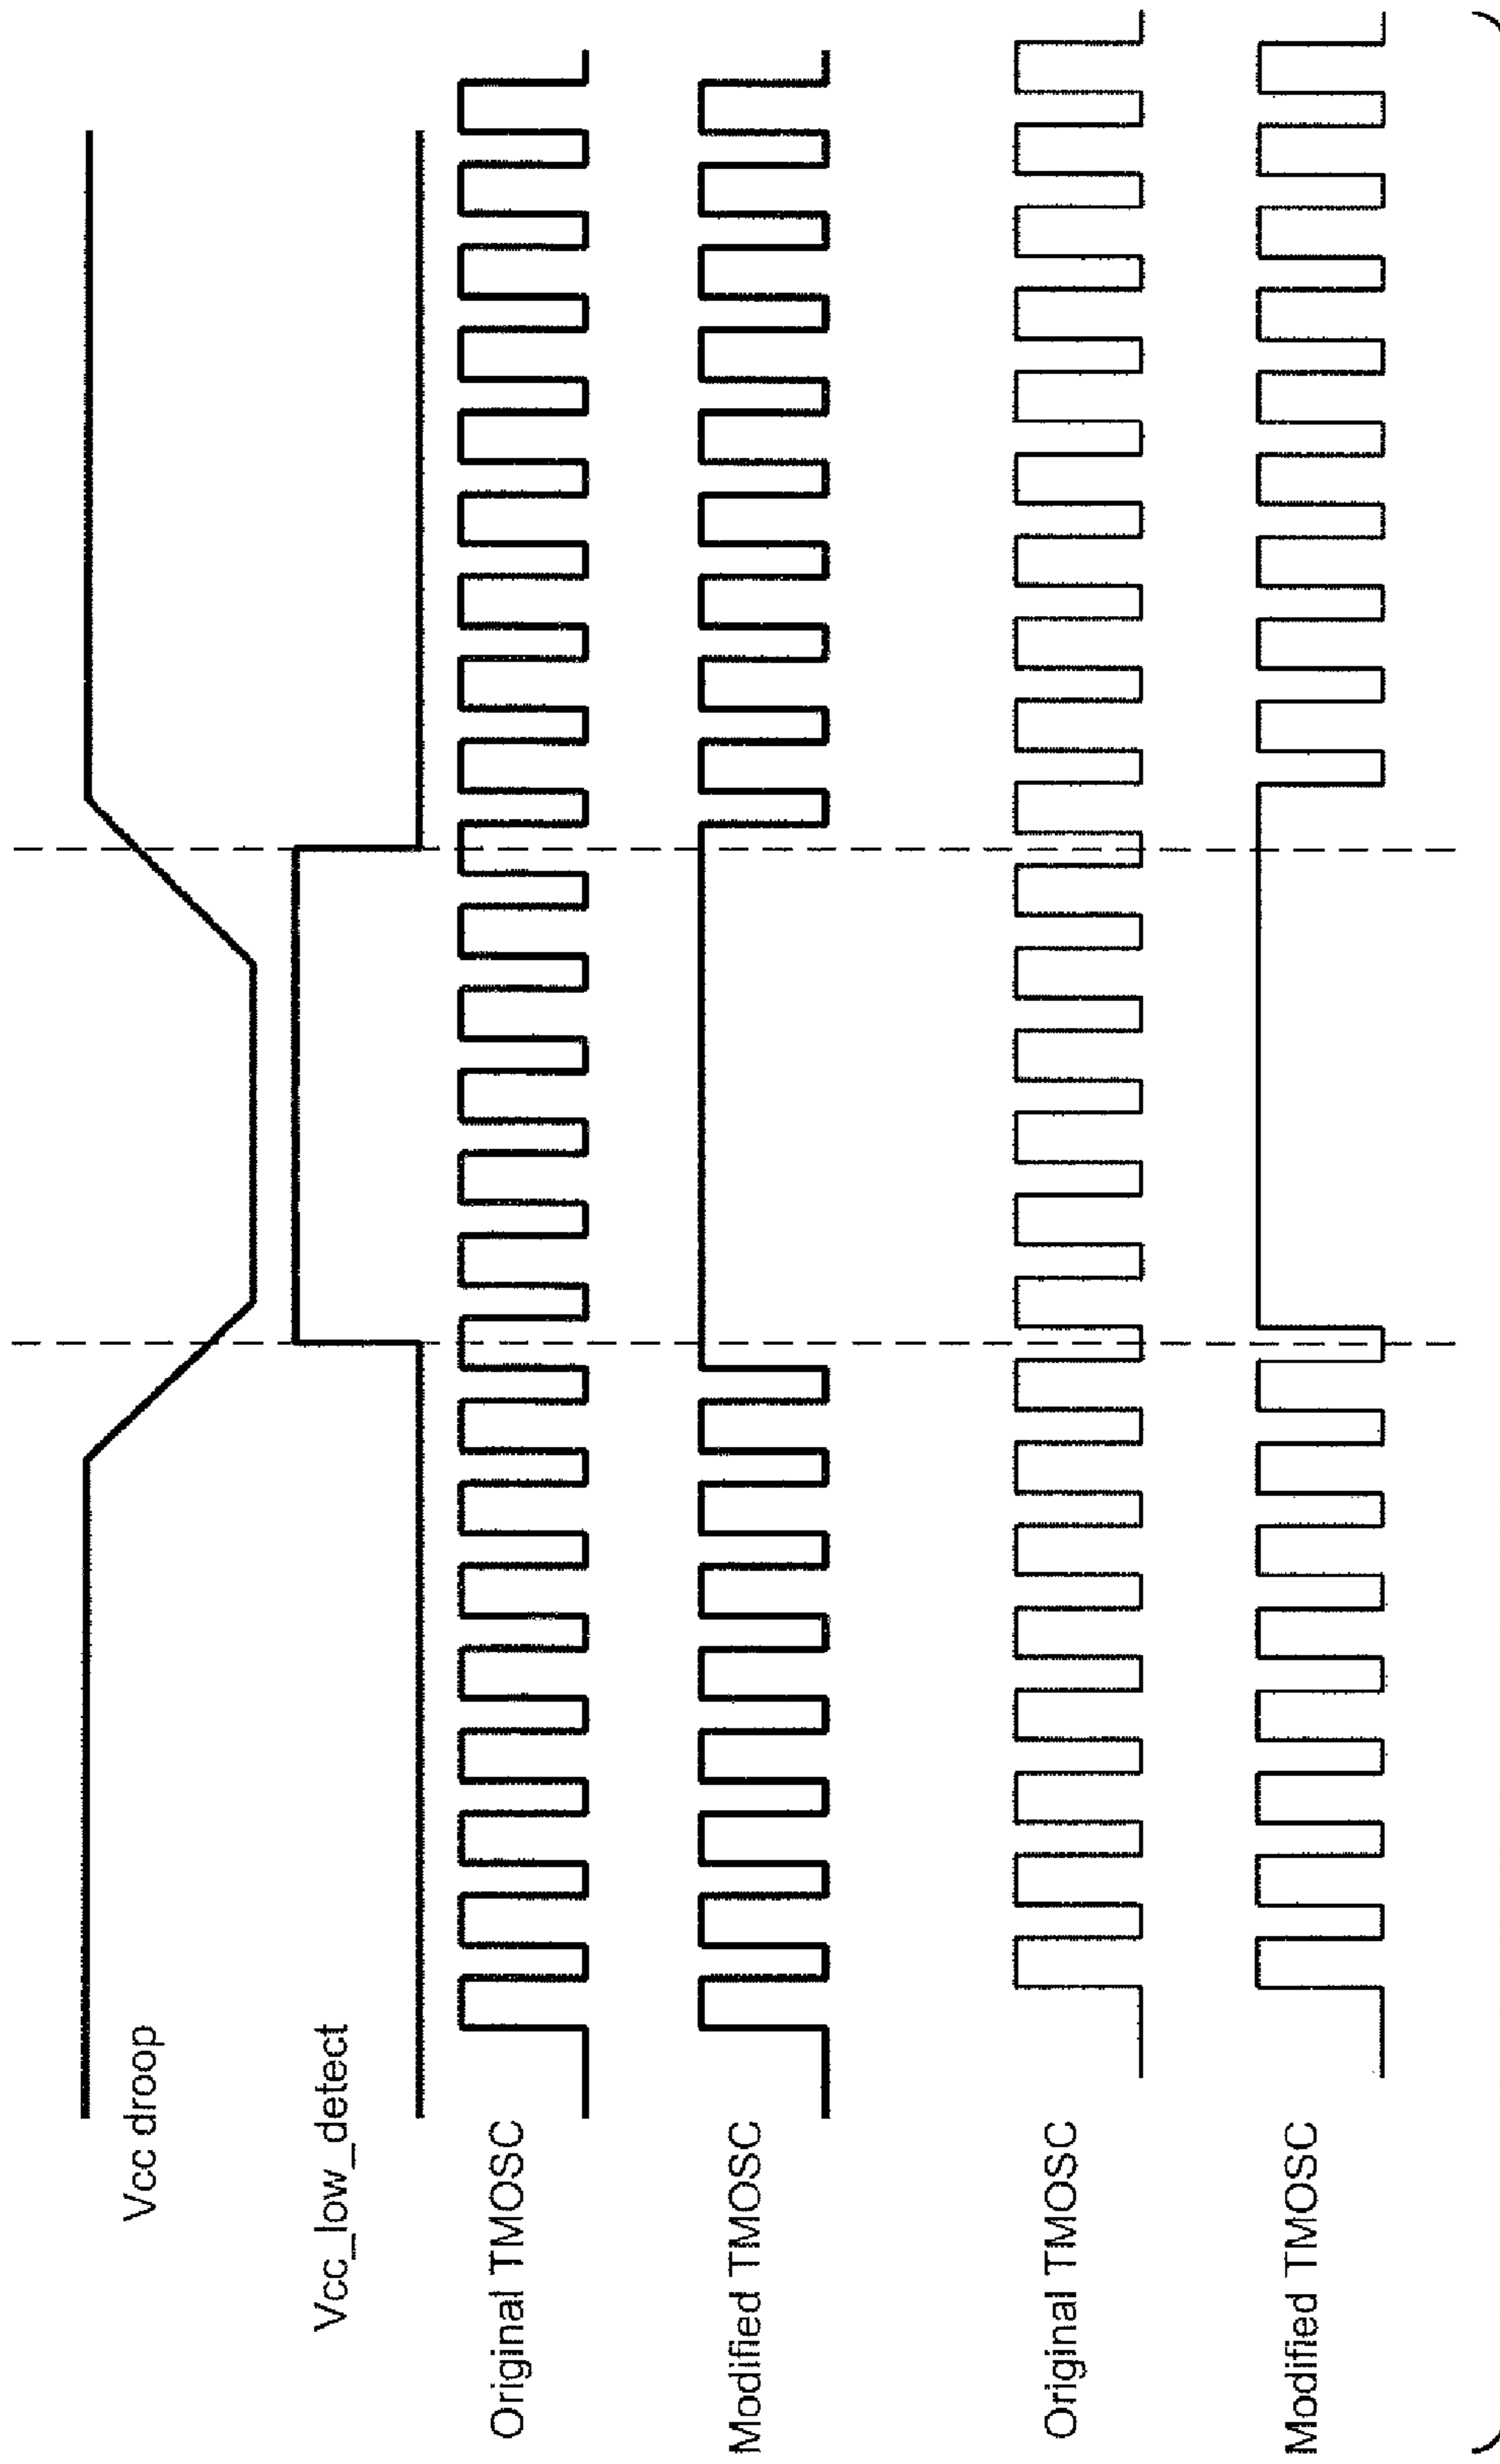 Vcc droop
Vcc_low_detect
Original TMOSC
Modified TMOSC
Original TMOSC
Modified TMOSC